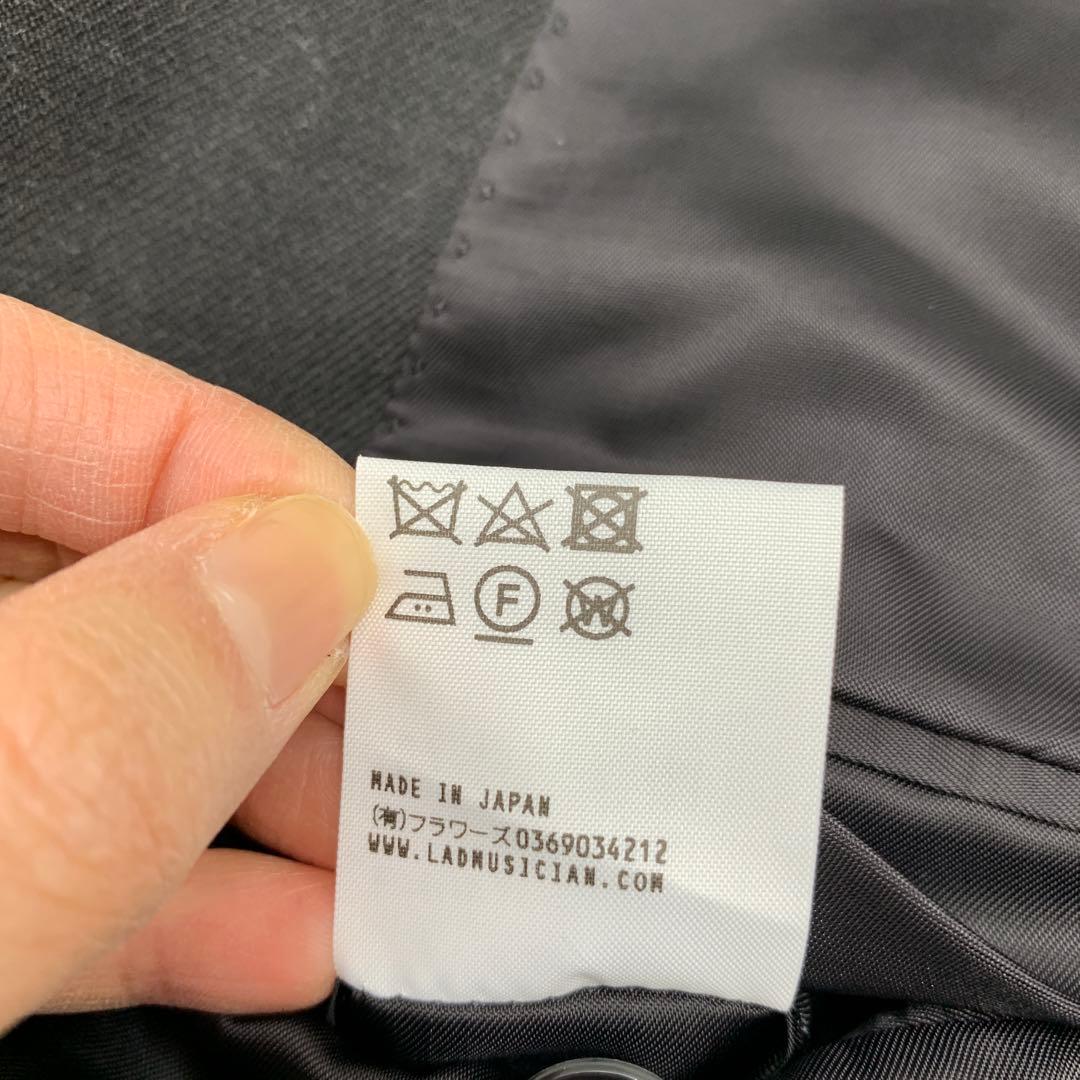 F W
MADE IN JAPAN
(有)フラワーズ0369034212
WWW.LADMUSICIAN.COM